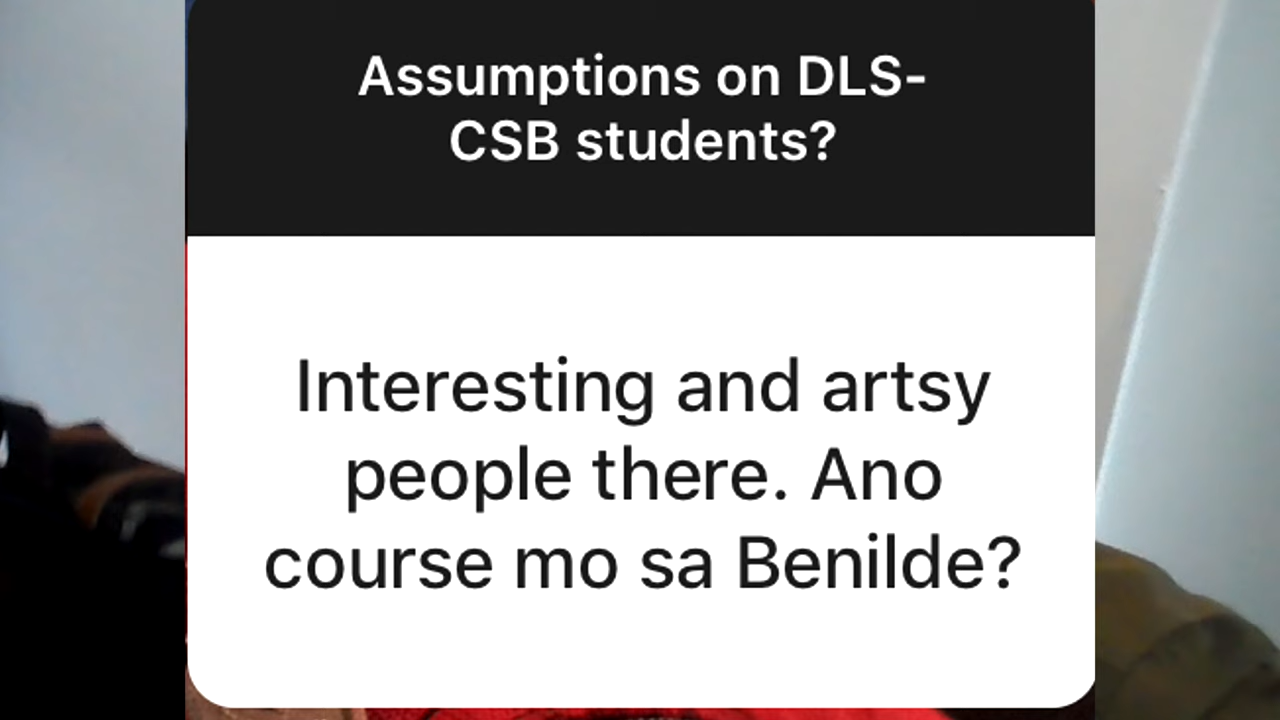 Assumptions on DLS-
CSB students?
Interesting and artsy
people there. Ano
course mo sa Benilde?